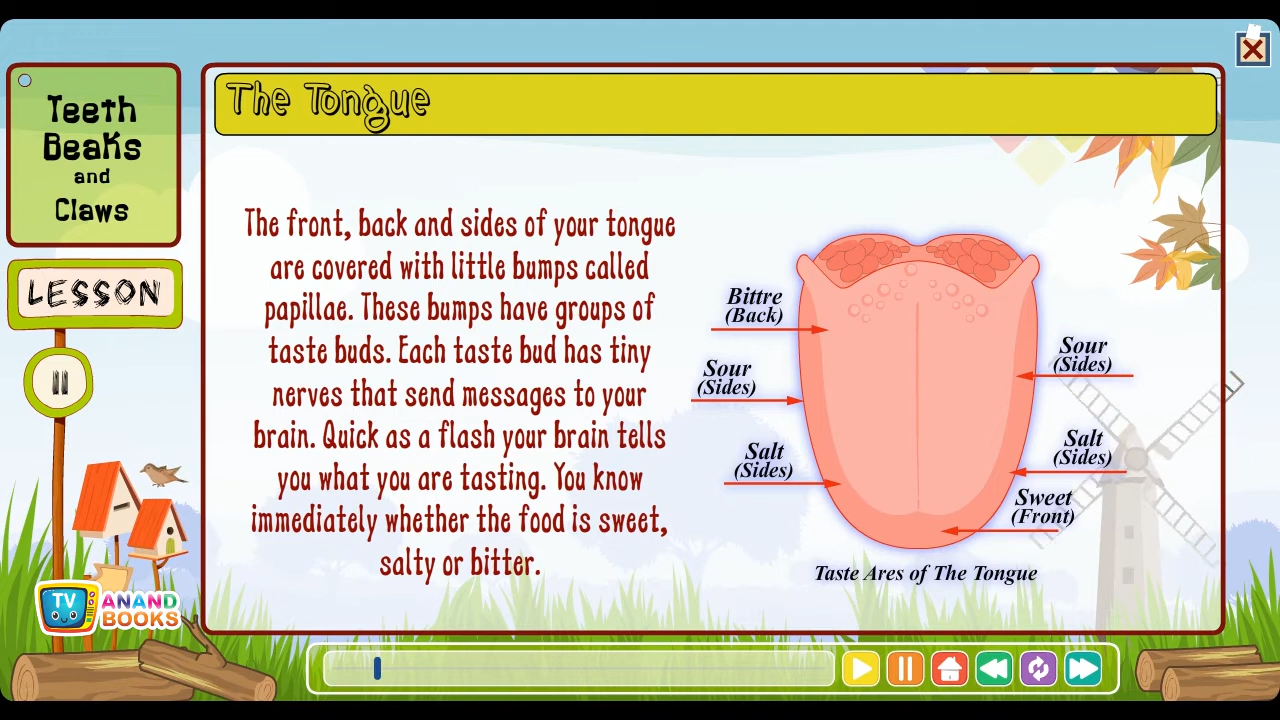 The Tongue
Teeth
Beaks
and
Claws
LESSON
11
The front, back and sides of your tongue
are covered with little bumps called
papillae. These bumps have groups of
taste buds. Each taste bud has tiny
nerves that send messages to your
brain. Quick as a flash your brain tells
you what you are tasting. You know
immediately whether the food is sweet,
salty or bitter.
Bittre
(Back)
Sour
(Sides)
Salt
(Sides)
Sour
(Sides)
Salt
(Sides)
Sweet
(Front)
Taste Ares of The Tongue
TV
ANAND
BOOKS